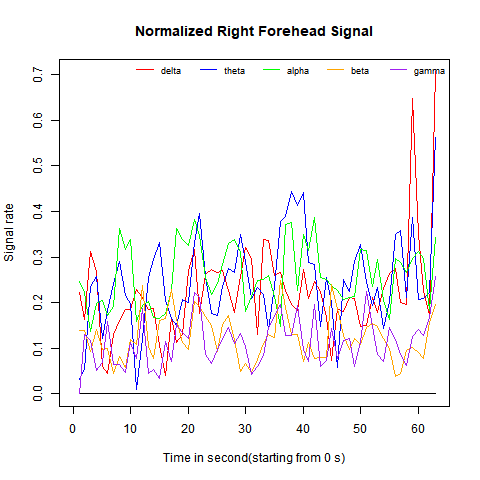 Normalized Right Forehead Signal
delta theta alpha beta gamma
Signal rate
0.7
0.6
0.5
0.4
0.3
0.2
0.1
0.0
0 10 20 30 40 50 60
Time in second(starting from 0 s)